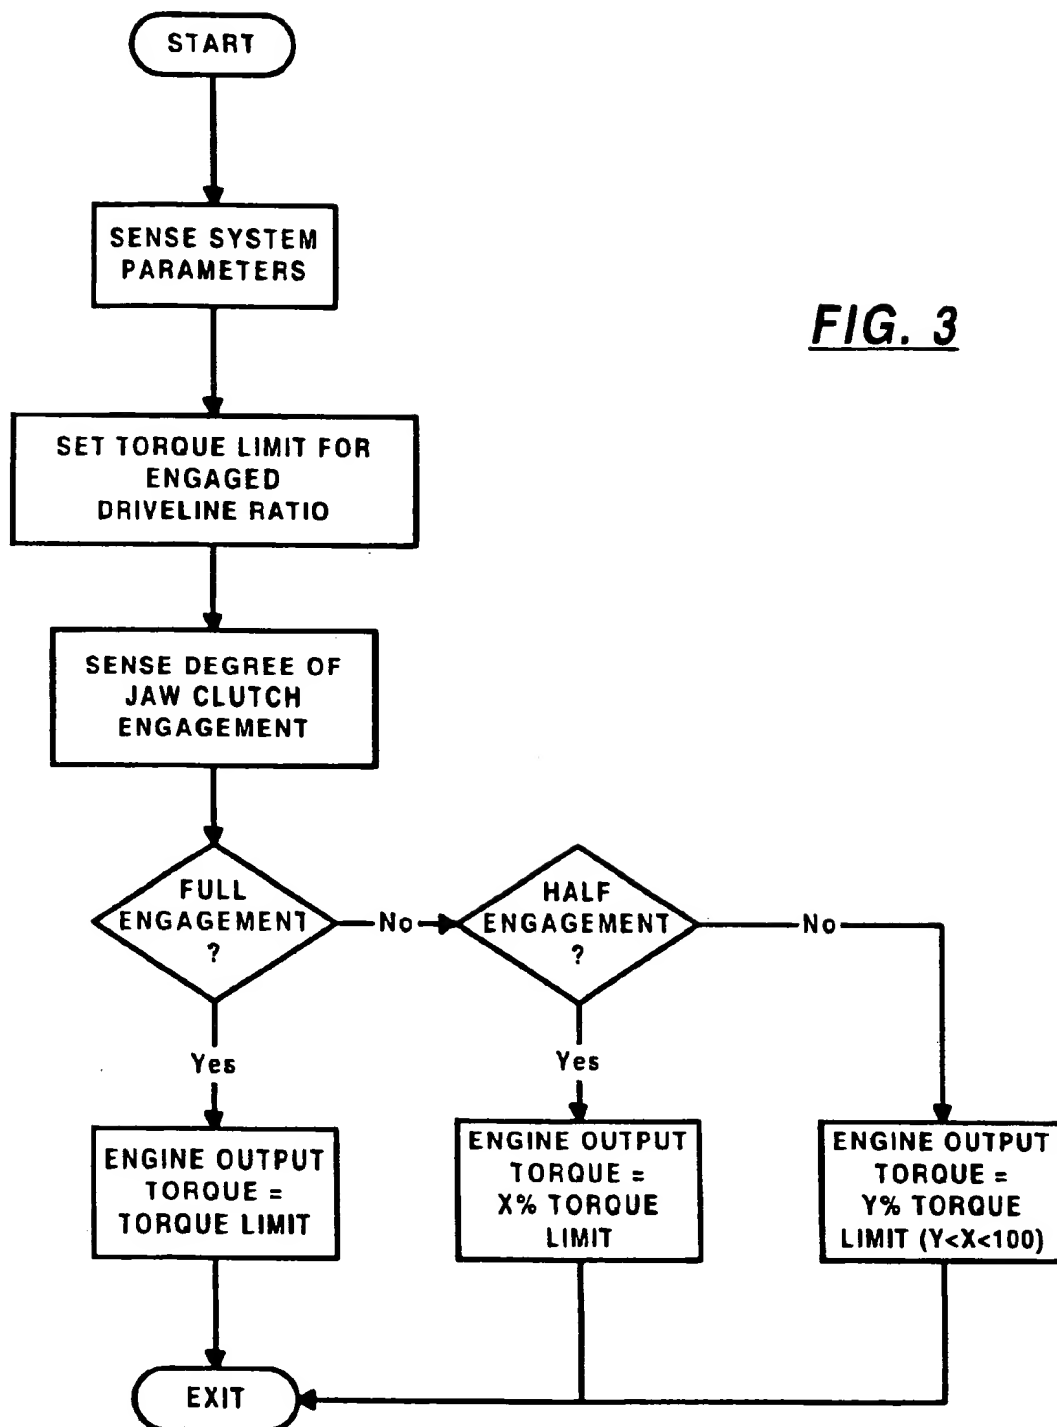 START
SENSE SYSTEM
PARAMETERS
FIG. 3
SET TORQUE LIMIT FOR
ENGAGED
DRIVELINE RATIO
SENSE DEGREE OF
JAW CLUTCH
ENGAGEMENT
FULL
ENGAGEMENT
?
No
HALF
ENGAGEMENT
?
No
Yes
Yes
ENGINE OUTPUT
TORQUE =
TORQUE LIMIT
ENGINE OUTPUT
TORQUE =
X% TORQUE
LIMIT
ENGINE OUTPUT
TORQUE =
Y% TORQUE
LIMIT (Y<X<100)
EXIT